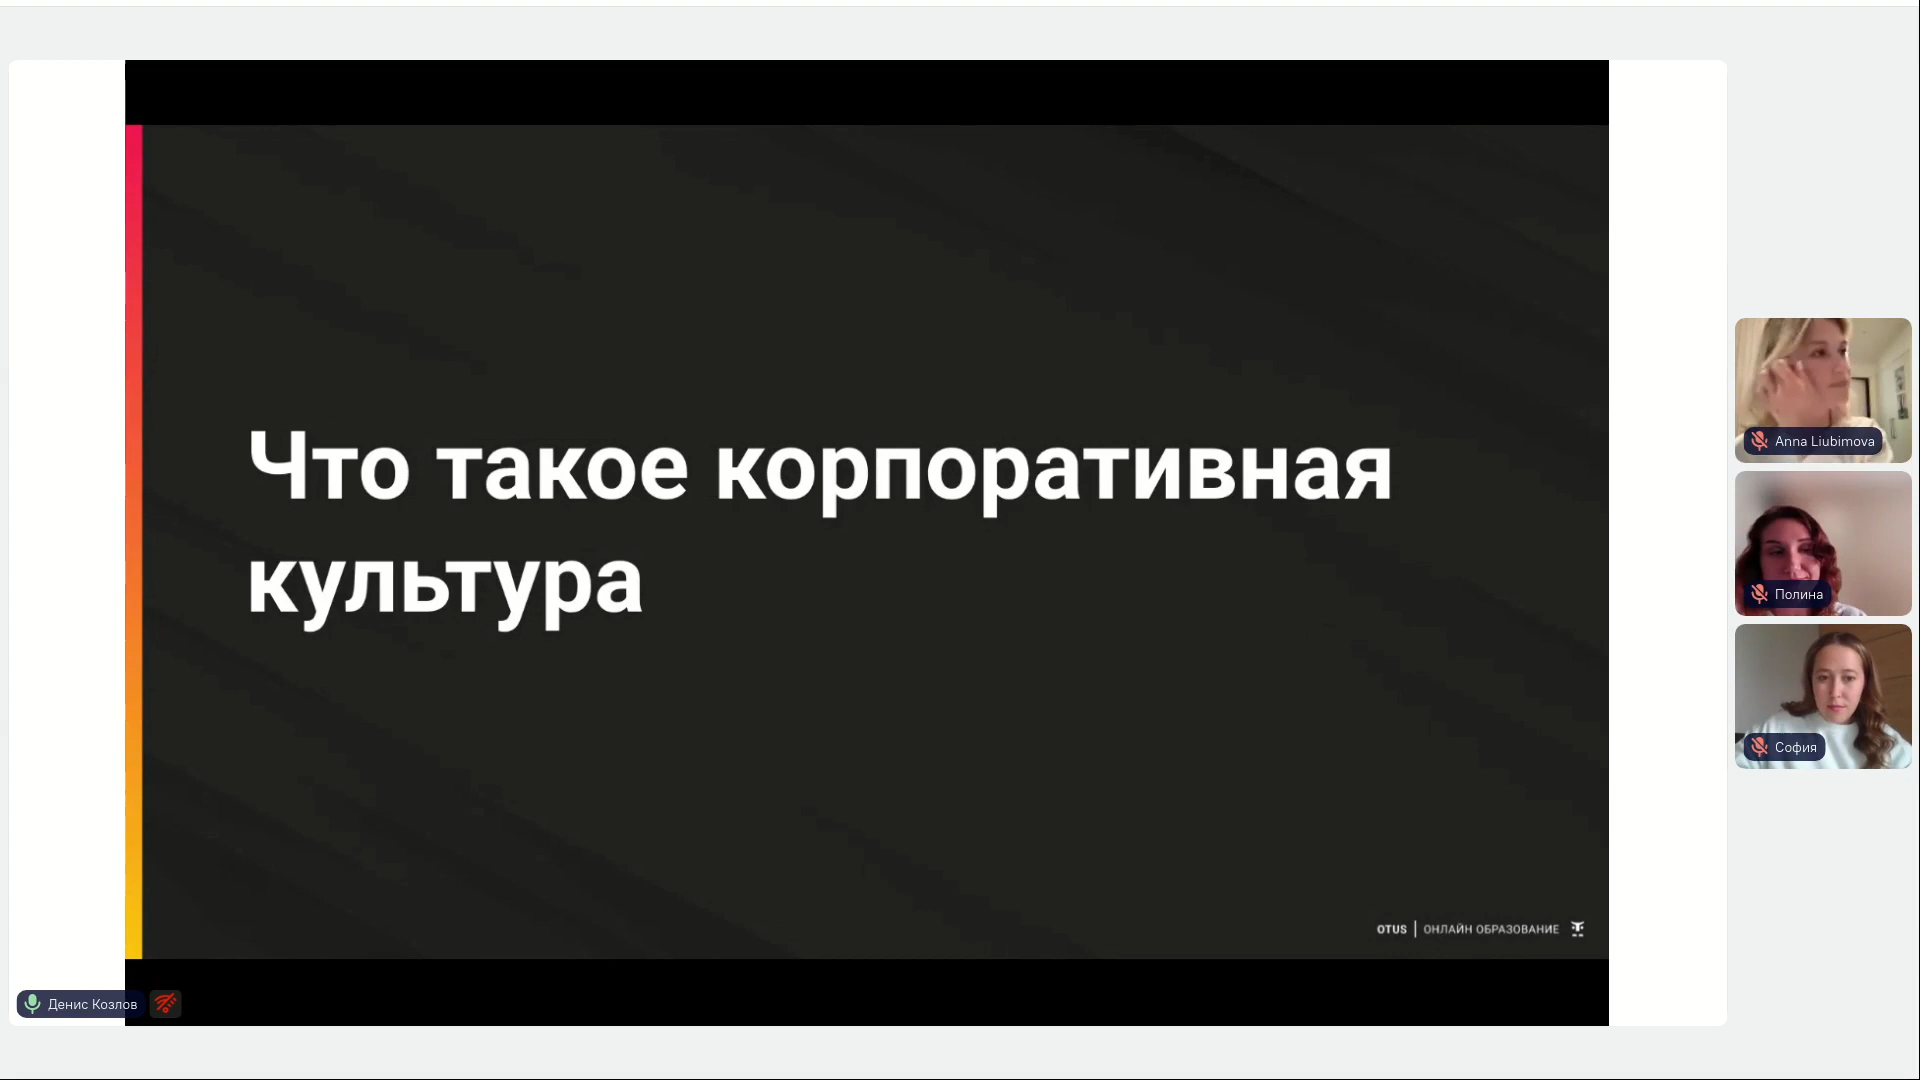 Что такое корпоративная
культура
OTUS | ОНЛАЙН ОБРАЗОВАНИЕ
Денис Козлов
Anna Liubimova
Полина
София